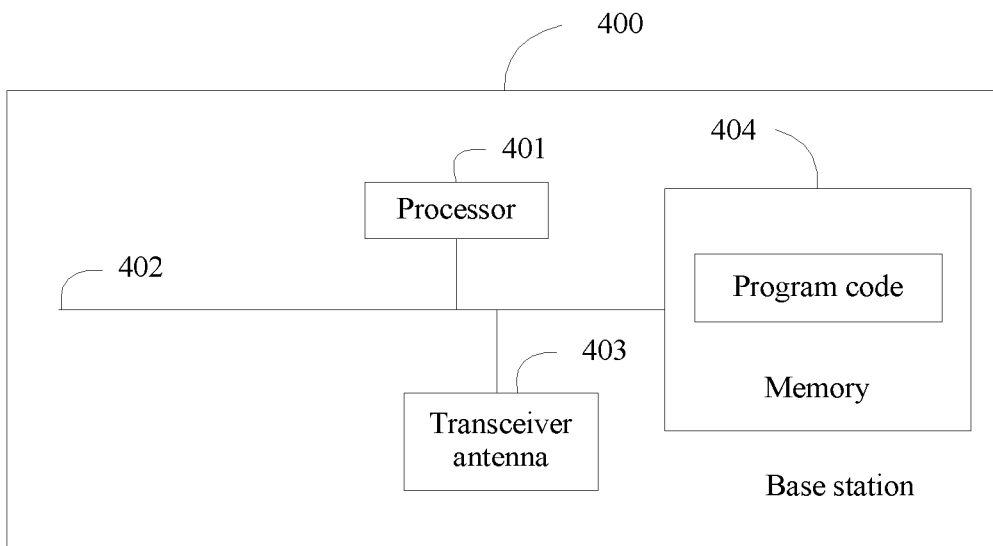 400
401
404
Processor
402
Program code
403
Memory
Transceiver
antenna
Base station